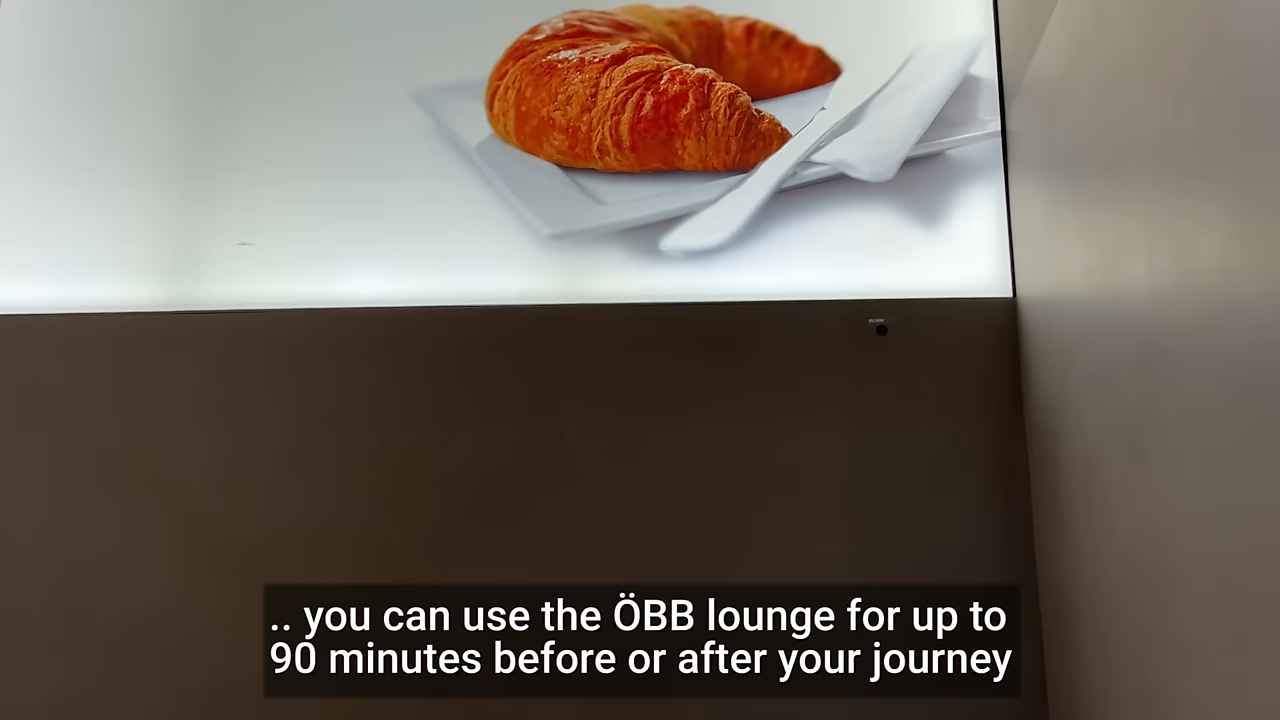 .. you can use the ÖBB lounge for up to
90 minutes before or after your journey